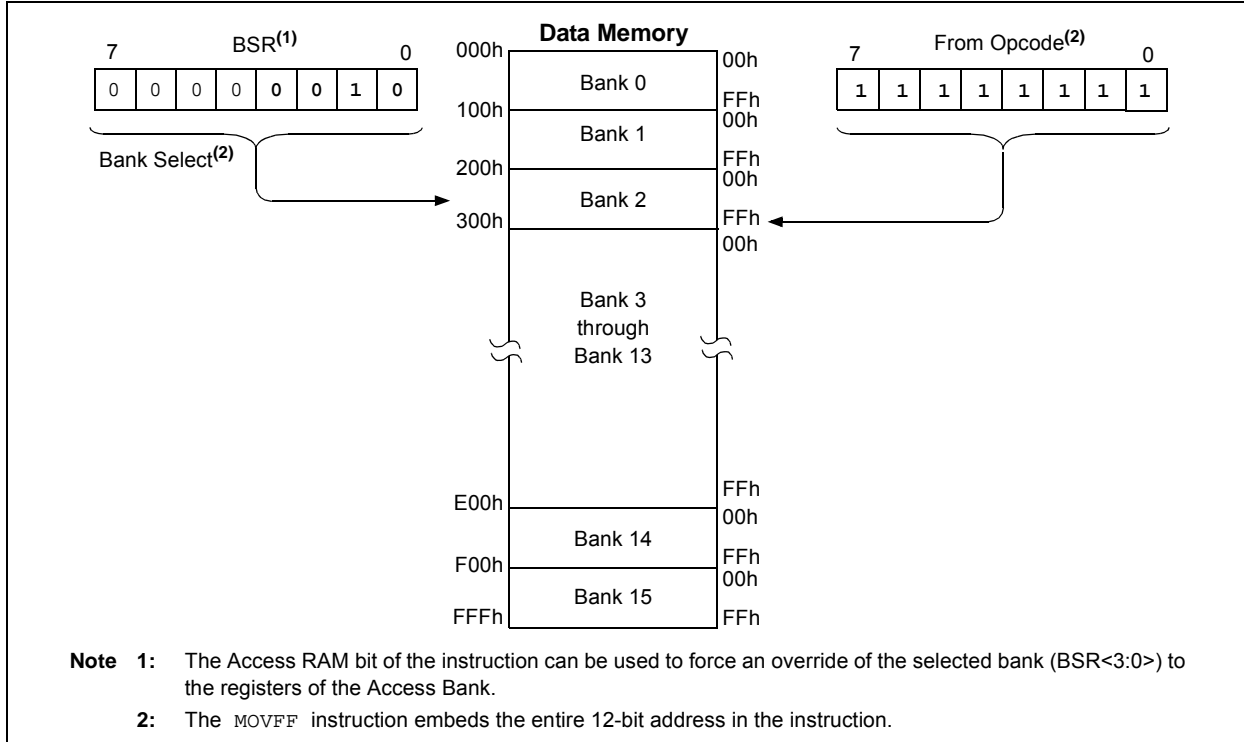 Data Memory
7 BSR(1) 0
0 0 0 0 0 0 1 0
Bank Select(2)
000h
100h
200h
300h
E00h
F00h
FFFh
Bank 0
Bank 1
Bank 2
Bank 3
through
Bank 13
Bank 14
Bank 15
00h
FFh
00h
FFh
00h
FFh
00h
FFh
00h
FFh
00h
FFh
7 From Opcode(2) 0
1 1 1 1 1 1 1 1
Note 1: The Access RAM bit of the instruction can be used to force an override of the selected bank (BSR<3:0>) to
the registers of the Access Bank.
2: The MOVFF instruction embeds the entire 12-bit address in the instruction.